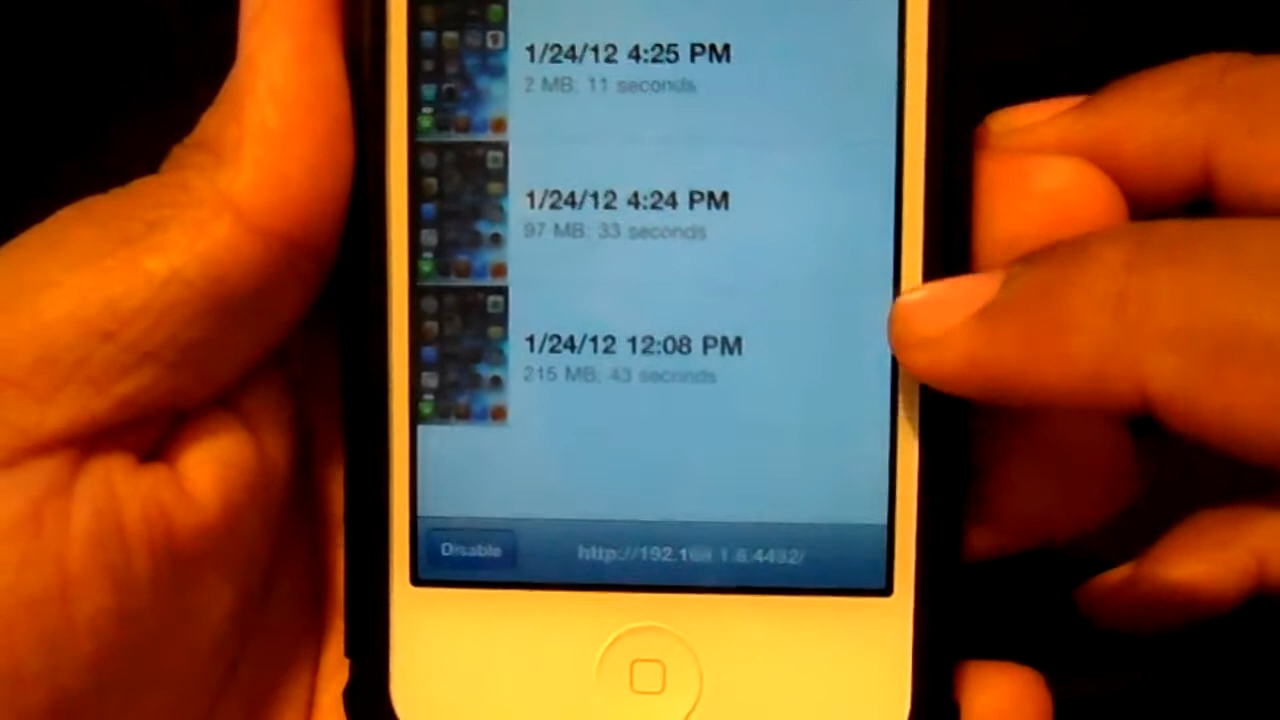 1/24/12 4:25 PM
2 MB; 11 seconds
1/24/12 4:24 PM
97 MB; 33 seconds
1/24/12 12:08 PM
215 MB; 43 seconds
Disable